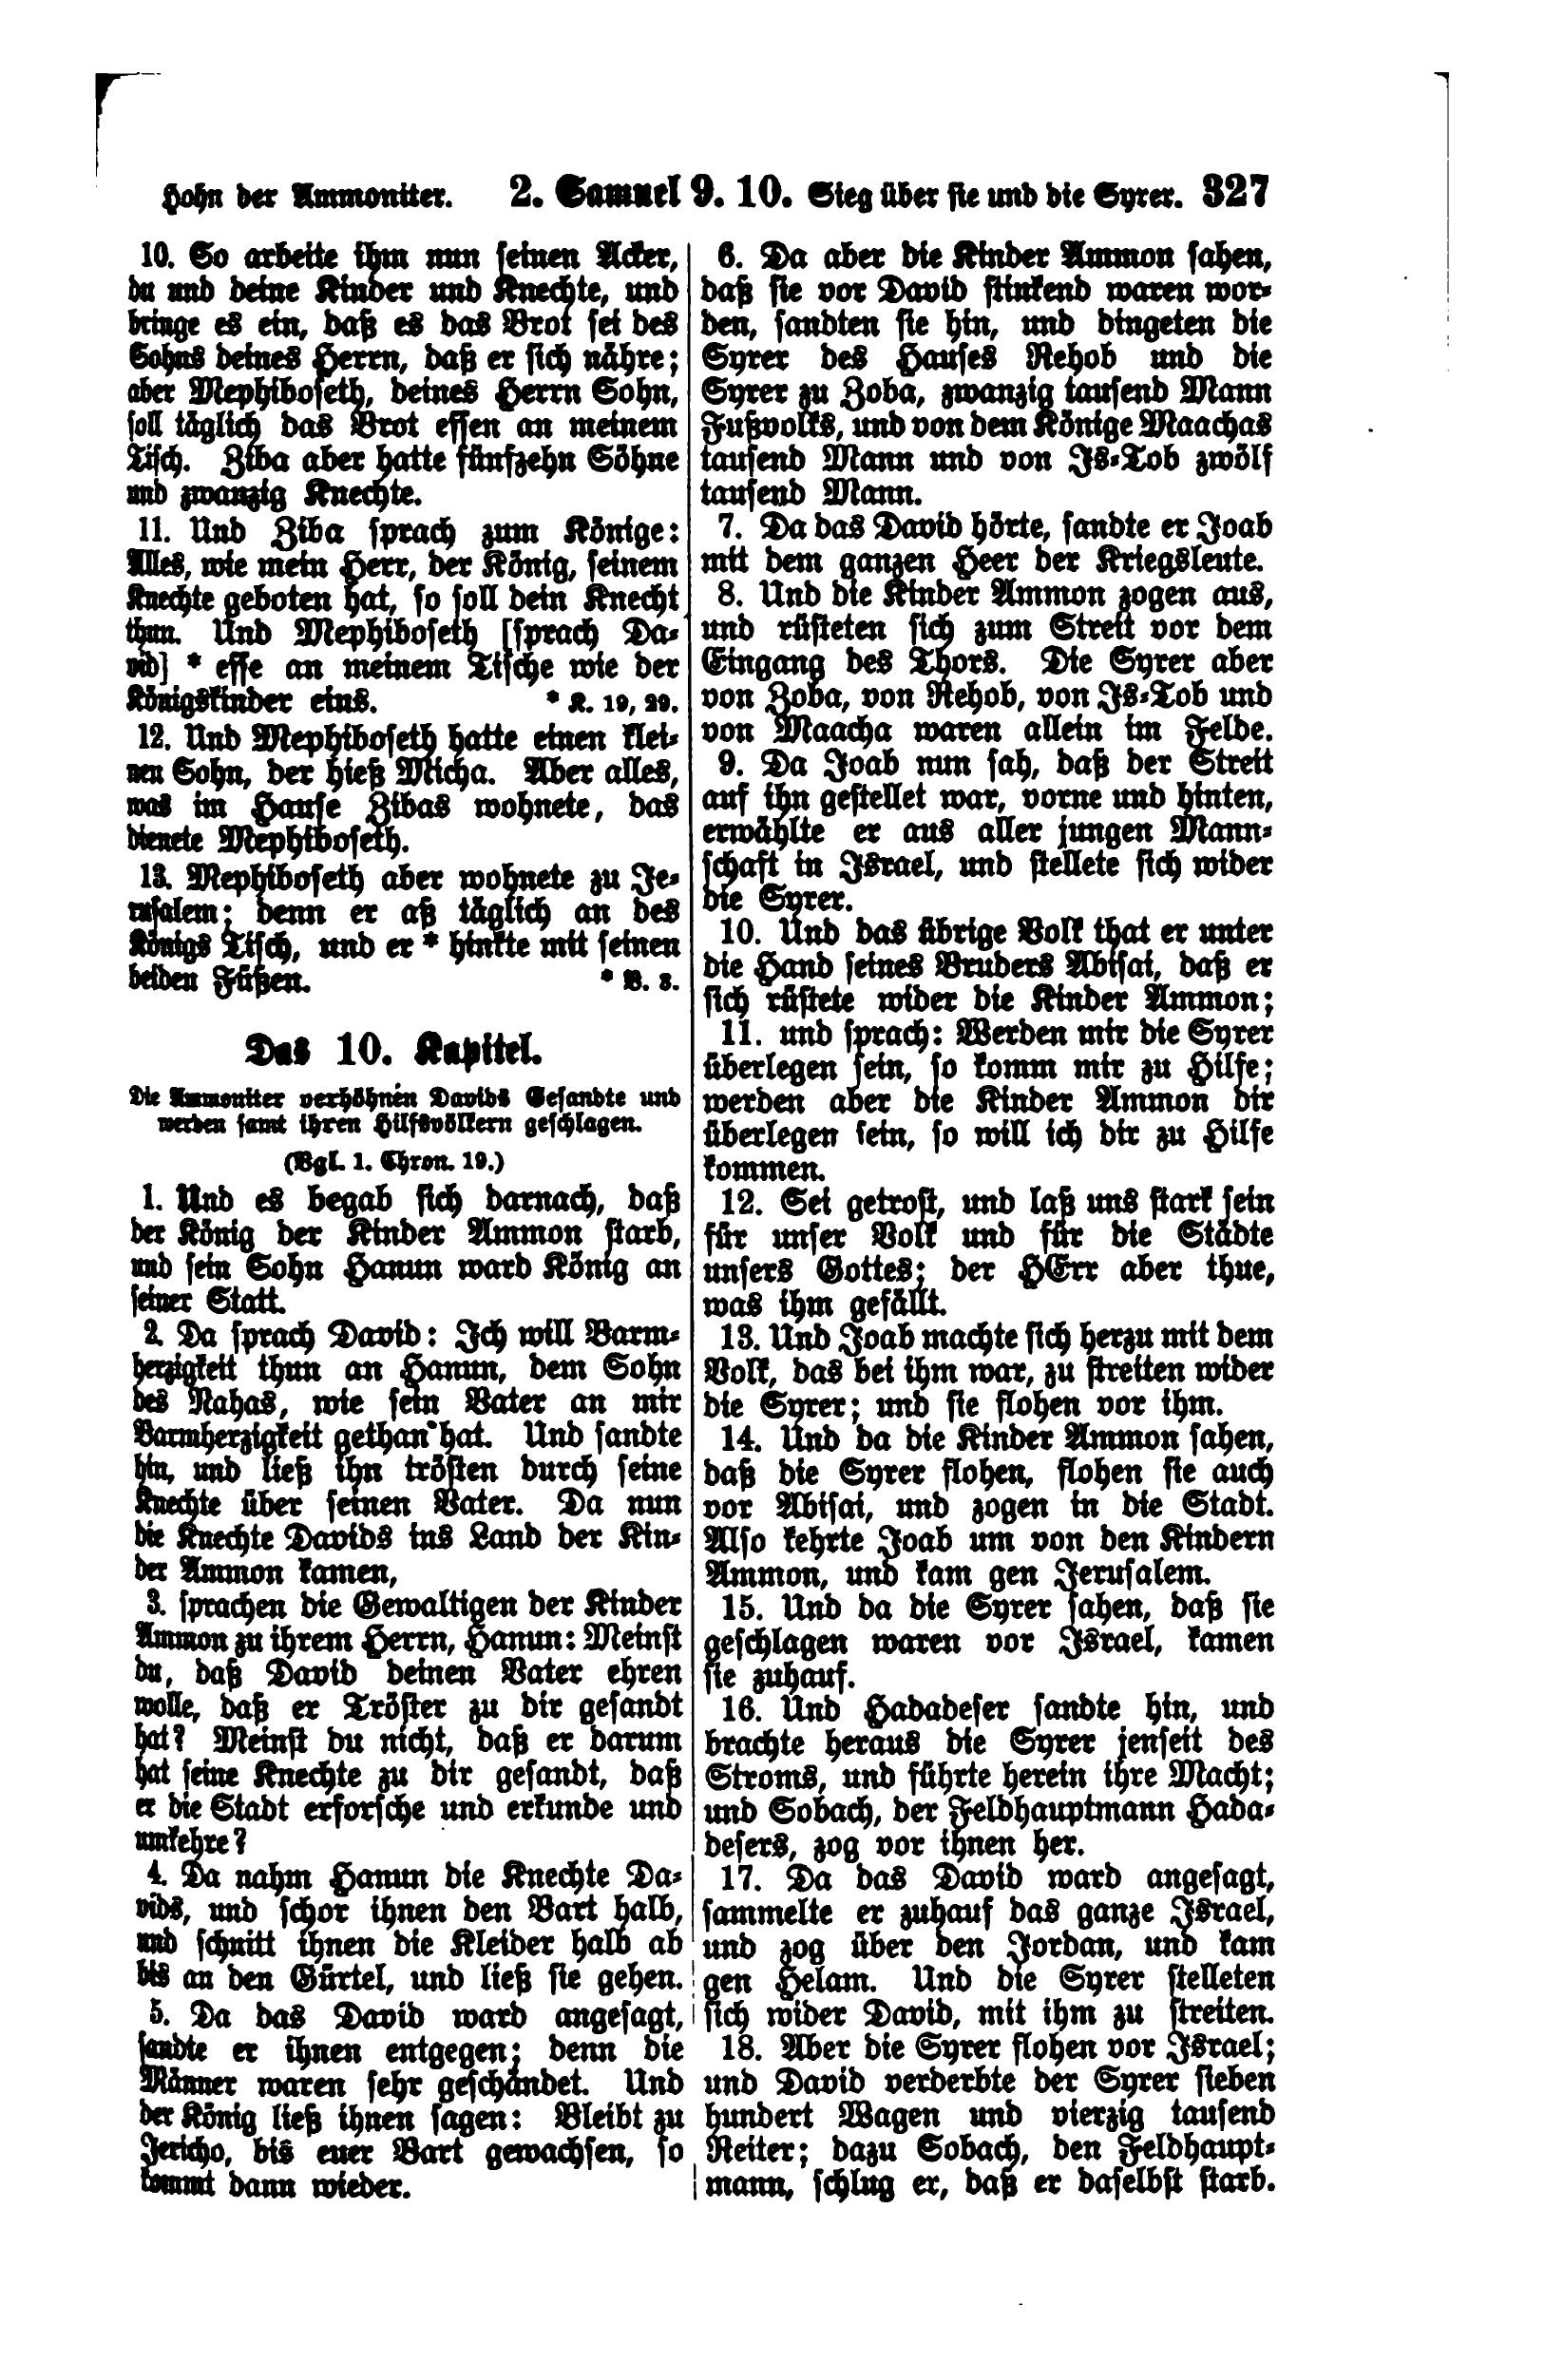 Hohn der Ammoniter. 2. Samuel 9. 10. Sieg über sie und die Syrer. 327
10. So arbeite ihm nun seinen Acker,
du und deine Kinder und Knechte, und
bringe es ein, daß es das Brot sei des
Sohns deines Herrn, daß er sich nähre;
aber Mephiboseth, deines Herrn Sohn,
soll täglich das Brot essen an meinem
Tisch. Ziba aber hatte fünfzehn Söhne
und zwanzig Knechte.
11. Und Ziba sprach zum Könige:
Alles, wie mein Herr, der König, seinem
Knechte geboten hat, so soll dein Knecht
thun. Und Mephiboseth [sprach Da-
vid] * esse an meinem Tische wie der
Königskinder eins. * K. 19, 29.
12. Und Mephiboseth hatte einen klei-
nen Sohn, der hieß Micha. Aber alles,
was im Hause Zibas wohnete, das
dienete Mephiboseth.
13. Mephiboseth aber wohnete zu Je-
rusalem; denn er aß täglich an des
Königs Tisch, und er * hinkte mit seinen
beiden Füßen. * V. 3.
Das 10. Kapitel.
Die Ammoniter verhöhnen Davids Gesandte und
werden samt ihren Hilfsvölkern geschlagen.
(Vgl. 1. Chron. 19.)
1. Und es begab sich darnach, daß
der König der Kinder Ammon starb,
und sein Sohn Hanun ward König an
seiner Statt.
2. Da sprach David: Ich will Barm-
herzigkeit thun an Hanun, dem Sohn
des Nahas, wie sein Vater an mir
Barmherzigkeit gethan hat. Und sandte
hin, und ließ ihn trösten durch seine
Knechte über seinen Vater. Da nun
die Knechte Davids ins Land der Kin-
der Ammon kamen,
3. sprachen die Gewaltigen der Kinder
Ammon zu ihrem Herrn, Hanun: Meinst
du, daß David deinen Vater ehren
wolle, daß er Tröster zu dir gesandt
hat? Meinst du nicht, daß er darum
hat seine Knechte zu dir gesandt, daß
er die Stadt erforsche und erkunde und
umkehre?
4. Da nahm Hanun die Knechte Da-
vids, und schor ihnen den Bart halb,
und schnitt ihnen die Kleider halb ab
bis an den Gürtel, und ließ sie gehen.
5. Da das David ward angesagt,
sandte er ihnen entgegen; denn die
Männer waren sehr geschändet. Und
der König ließ ihnen sagen: Bleibt zu
Jericho, bis euer Bart gewachsen, so
kommt dann wieder.
6. Da aber die Kinder Ammon sahen,
daß sie vor David stinkend waren wor-
den, sandten sie hin, und dingeten die
Syrer des Hauses Rehob und die
Syrer zu Zoba, zwanzig tausend Mann
Fußvolks, und von dem Könige Maachas
tausend Mann und von Is-Tob zwölf
tausend Mann.
7. Da das David hörte, sandte er Joab
mit dem ganzen Heer der Kriegsleute.
8. Und die Kinder Ammon zogen aus,
und rüsteten sich zum Streit vor dem
Eingang des Thors. Die Syrer aber
von Zoba, von Rehob, von Is-Tob und
von Maacha waren allein im Felde.
9. Da Joab nun sah, daß der Streit
auf ihn gestellet war, vorne und hinten,
erwählte er aus aller jungen Mann-
schaft in Israel, und stellete sich wider
die Syrer.
10. Und das übrige Volk that er unter
die Hand seines Bruders Abisai, daß er
sich rüstete wider die Kinder Ammon;
11. und sprach: Werden mir die Syrer
überlegen sein, so komm mir zu Hilfe;
werden aber die Kinder Ammon dir
überlegen sein, so will ich dir zu Hilfe
kommen.
12. Sei getrost, und laß uns stark sein
für unser Volk und für die Städte
unsers Gottes; der HErr aber thue,
was ihm gefällt.
13. Und Joab machte sich herzu mit dem
Volk, das bei ihm war, zu streiten wider
die Syrer; und sie flohen vor ihm.
14. Und da die Kinder Ammon sahen,
daß die Syrer flohen, flohen sie auch
vor Abisai, und zogen in die Stadt.
Also kehrte Joab um von den Kindern
Ammon, und kam gen Jerusalem.
15. Und da die Syrer sahen, daß sie
geschlagen waren vor Israel, kamen
sie zuhauf.
16. Und Hadadeser sandte hin, und
brachte heraus die Syrer jenseit des
Stroms, und führte herein ihre Macht;
und Sobach, der Feldhauptmann Hada-
desers, zog vor ihnen her.
17. Da das David ward angesagt,
sammelte er zuhauf das ganze Israel,
und zog über den Jordan, und kam
gen Helam. Und die Syrer stelleten
sich wider David, mit ihm zu streiten.
18. Aber die Syrer flohen vor Israel;
und David verderbte der Syrer sieben
hundert Wagen und vierzig tausend
Reiter; dazu Sobach, den Feldhaupt-
mann, schlug er, daß er daselbst starb.